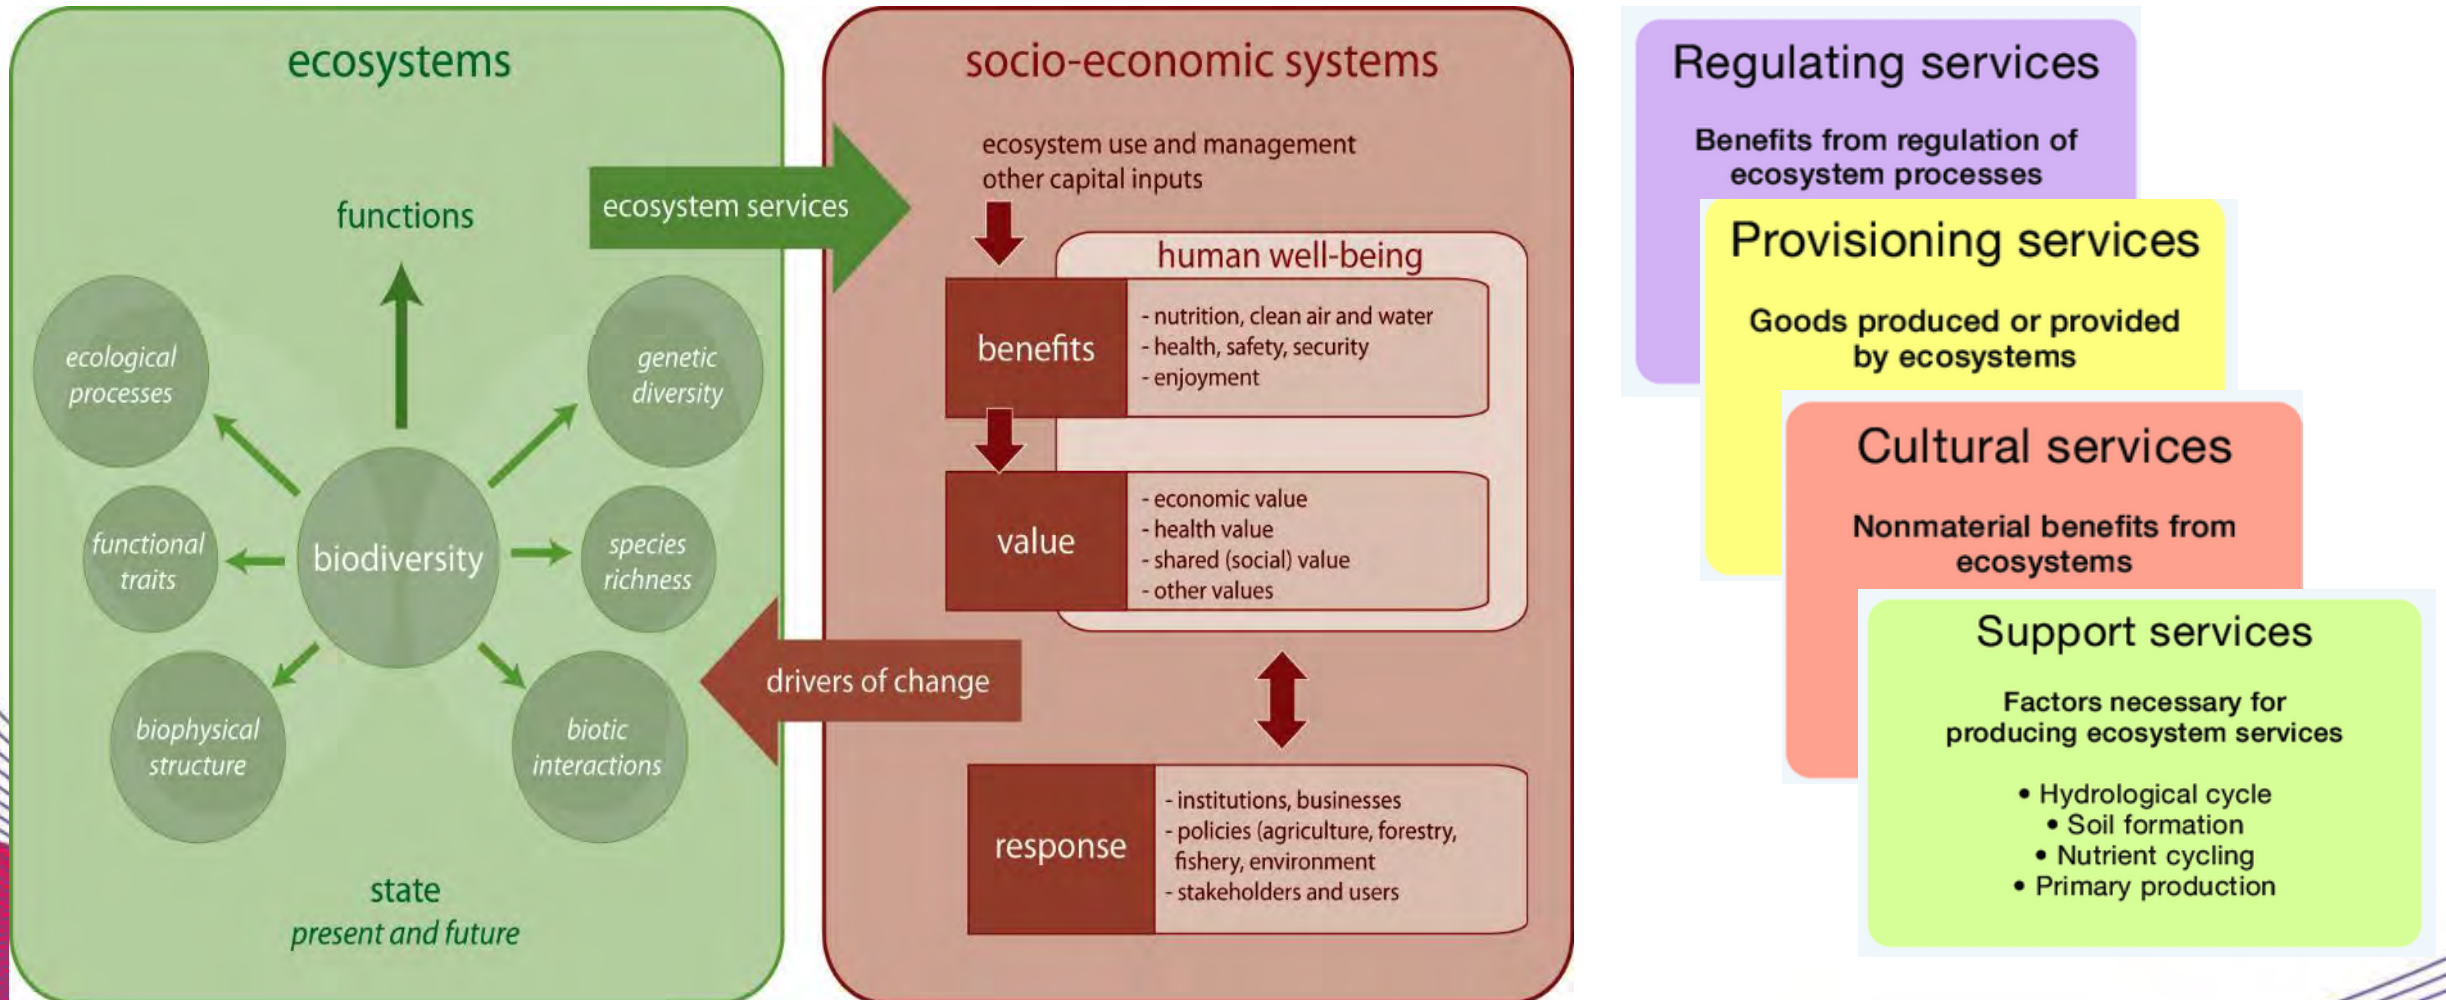 ecosystems
functions
ecological
processes
genetic
diversity
functional
traits
biodiversity
species
richness
biophysical
structure
biotic
interactions
state
present and future
ecosystem services
drivers of change
socio-economic systems
ecosystem use and management
other capital inputs
human well-being
benefits
- nutrition, clean air and water
- health, safety, security
- enjoyment
value
- economic value
- health value
- shared (social) value
- other values
response
- institutions, businesses
- policies (agriculture, forestry,
fishery, environment
- stakeholders and users
Regulating services
Benefits from regulation of
ecosystem processes
Provisioning services
Goods produced or provided
by ecosystems
Cultural services
Nonmaterial benefits from
ecosystems
Support services
Factors necessary for
producing ecosystem services
• Hydrological cycle
• Soil formation
• Nutrient cycling
• Primary production